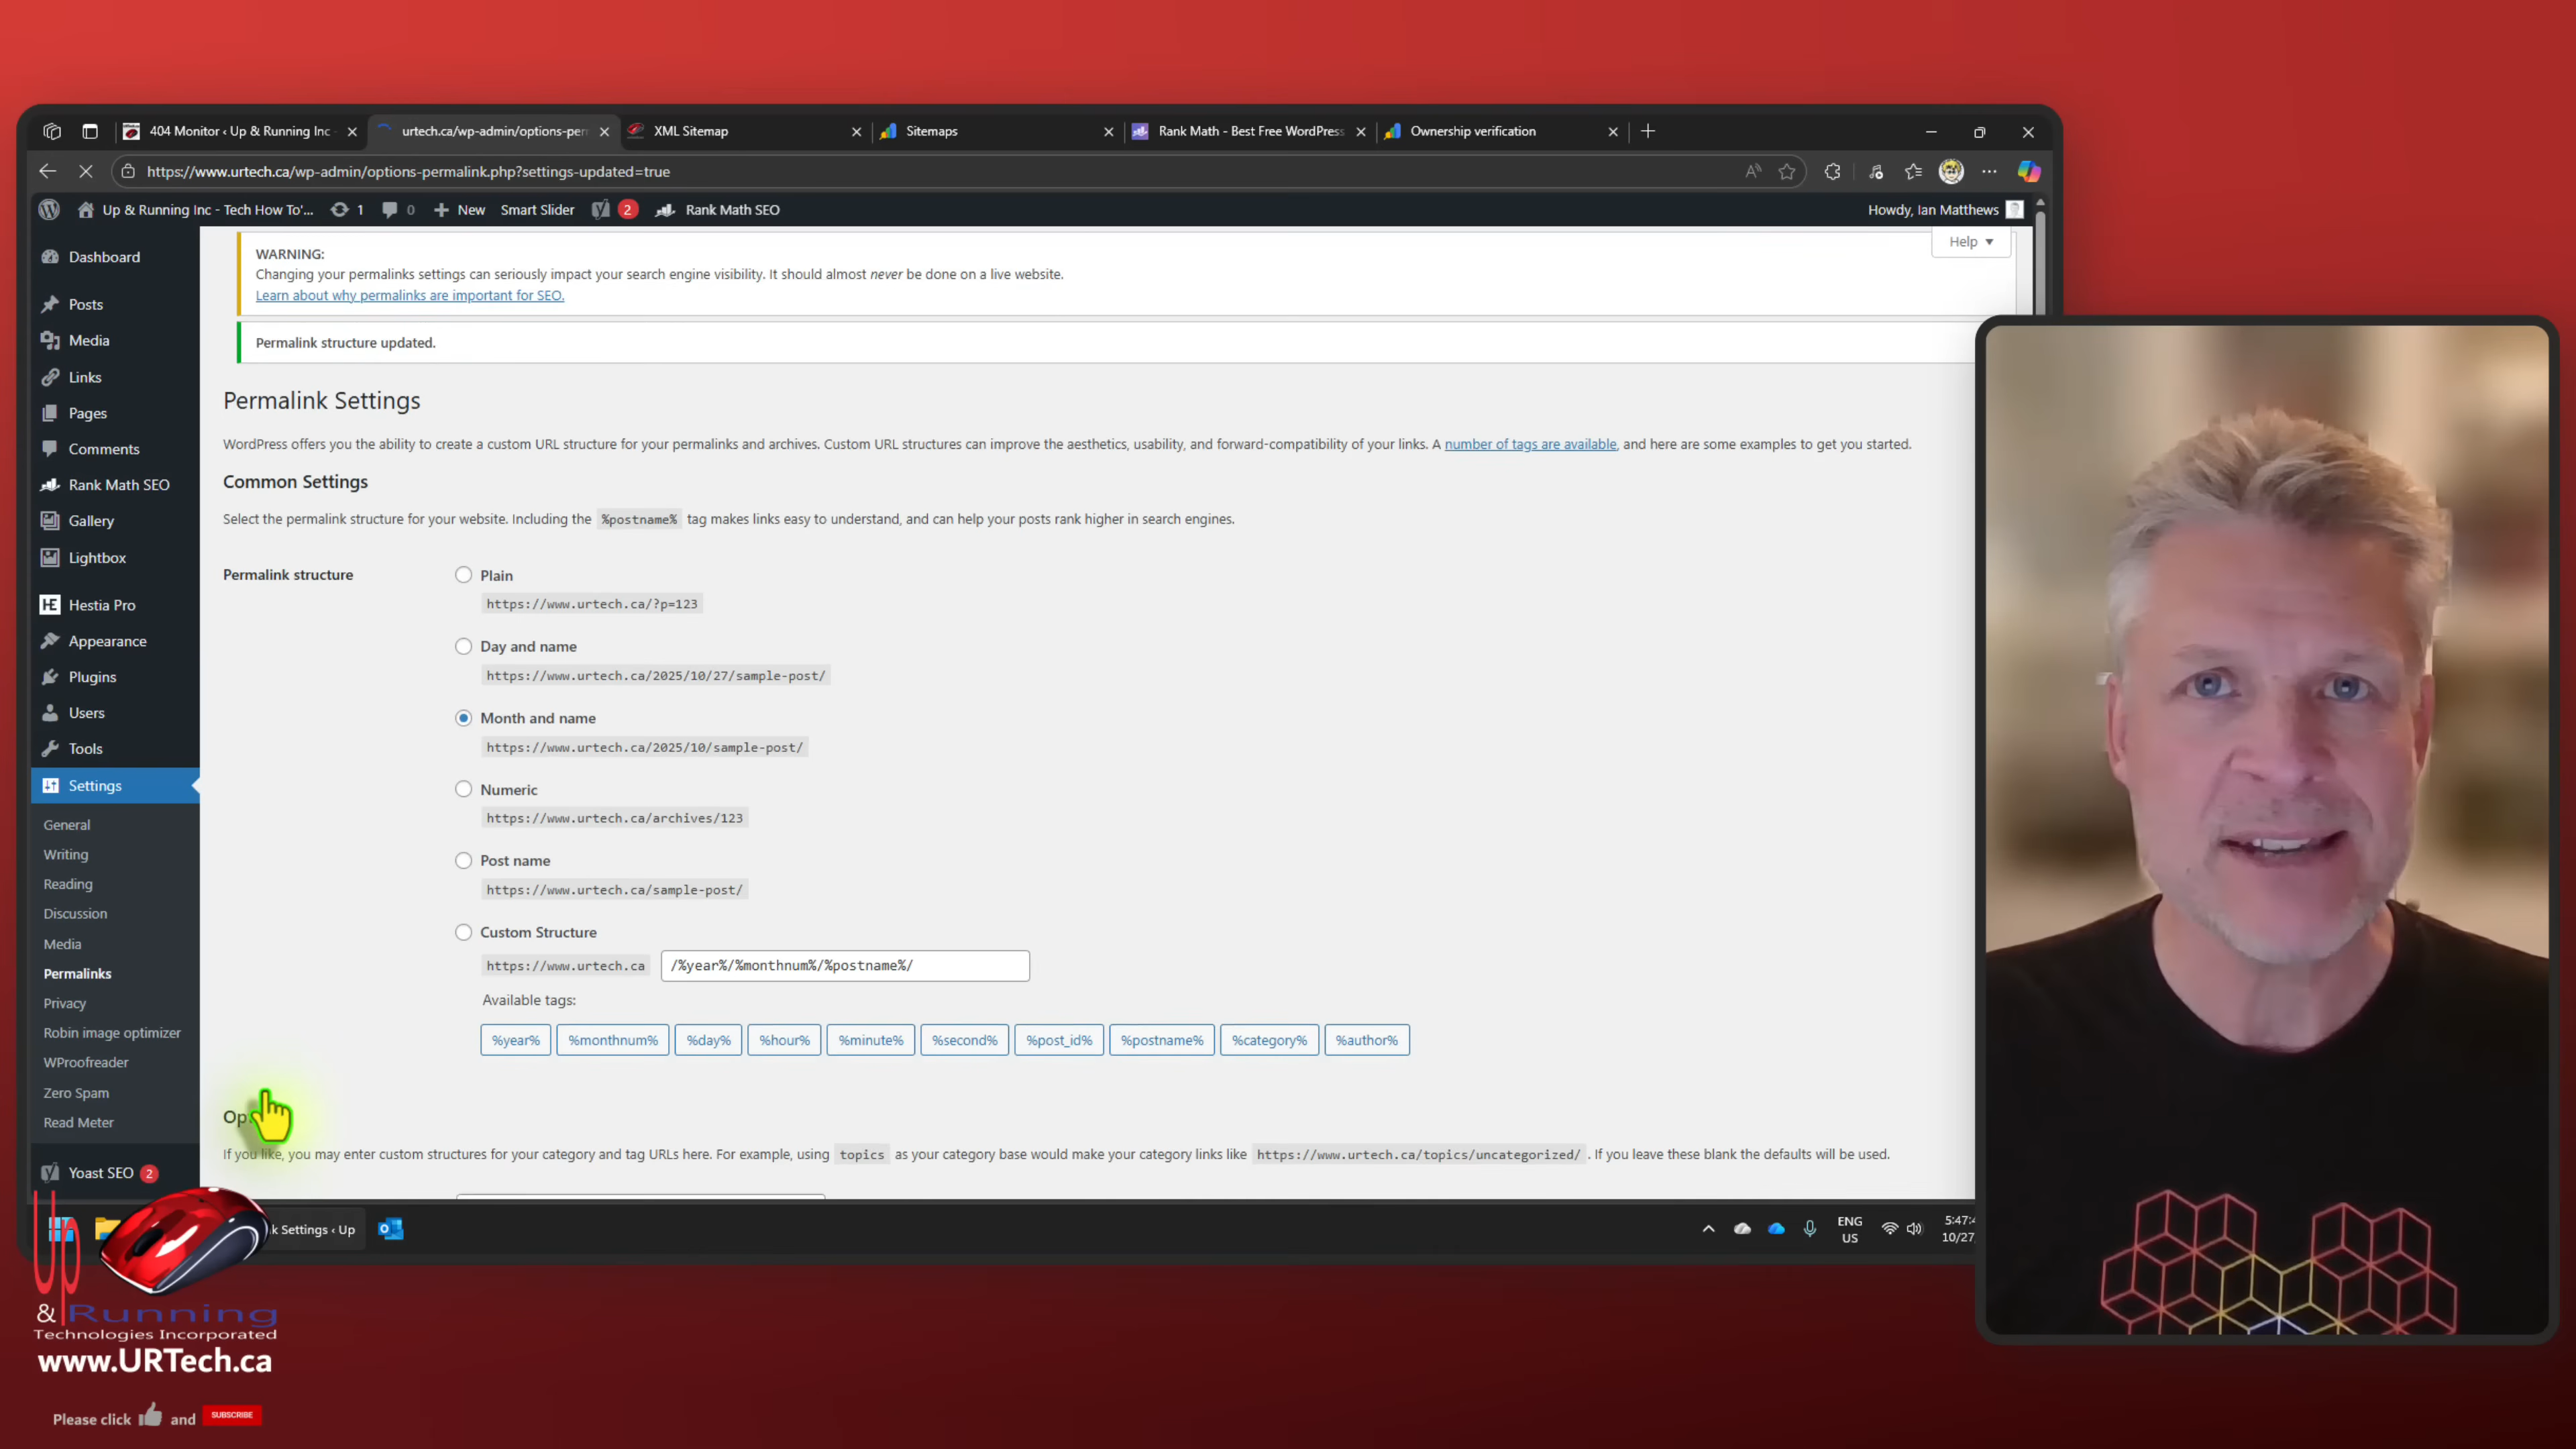 404 Monitor ‹ Up & Running Inc
urtech.ca/wp-admin/options-per
XML Sitemap
Sitemaps
Rank Math - Best Free WordPress
Ownership verification
https://www.urtech.ca/wp-admin/options-permalink.php?settings-updated=true
Up & Running Inc - Tech How To'...
1
0
New
Smart Slider
2
Rank Math SEO
Howdy, Ian Matthews
Help
Dashboard
Posts
Media
Links
Pages
Comments
Rank Math SEO
Gallery
Lightbox
Hestia Pro
Appearance
Plugins
Users
Tools
Settings
General
Writing
Reading
Discussion
Media
Permalinks
Privacy
Robin image optimizer
WProofreader
Zero Spam
Read Meter
Yoast SEO 2
WARNING:
Changing your permalinks settings can seriously impact your search engine visibility. It should almost never be done on a live website.
Learn about why permalinks are important for SEO.
Permalink structure updated.
Permalink Settings
WordPress offers you the ability to create a custom URL structure for your permalinks and archives. Custom URL structures can improve the aesthetics, usability, and forward-compatibility of your links. A number of tags are available, and here are some examples to get you started.
Common Settings
Select the permalink structure for your website. Including the %postname% tag makes links easy to understand, and can help your posts rank higher in search engines.
Permalink structure
Plain
https://www.urtech.ca/?p=123
Day and name
https://www.urtech.ca/2025/10/27/sample-post/
Month and name
https://www.urtech.ca/2025/10/sample-post/
Numeric
https://www.urtech.ca/archives/123
Post name
https://www.urtech.ca/sample-post/
Custom Structure
https://www.urtech.ca /%year%/%monthnum%/%postname%/
Available tags:
%year% %monthnum% %day% %hour% %minute% %second% %post_id% %postname% %category% %author%
If you like, you may enter custom structures for your category and tag URLs here. For example, using topics as your category base would make your category links like https://www.urtech.ca/topics/uncategorized/ . If you leave these blank the defaults will be used.
k Settings ‹ Up
ENG
US
5:47:4
10/27
Up
& Running
Technologies Incorporated
www.URTech.ca
Please click and SUBSCRIBE